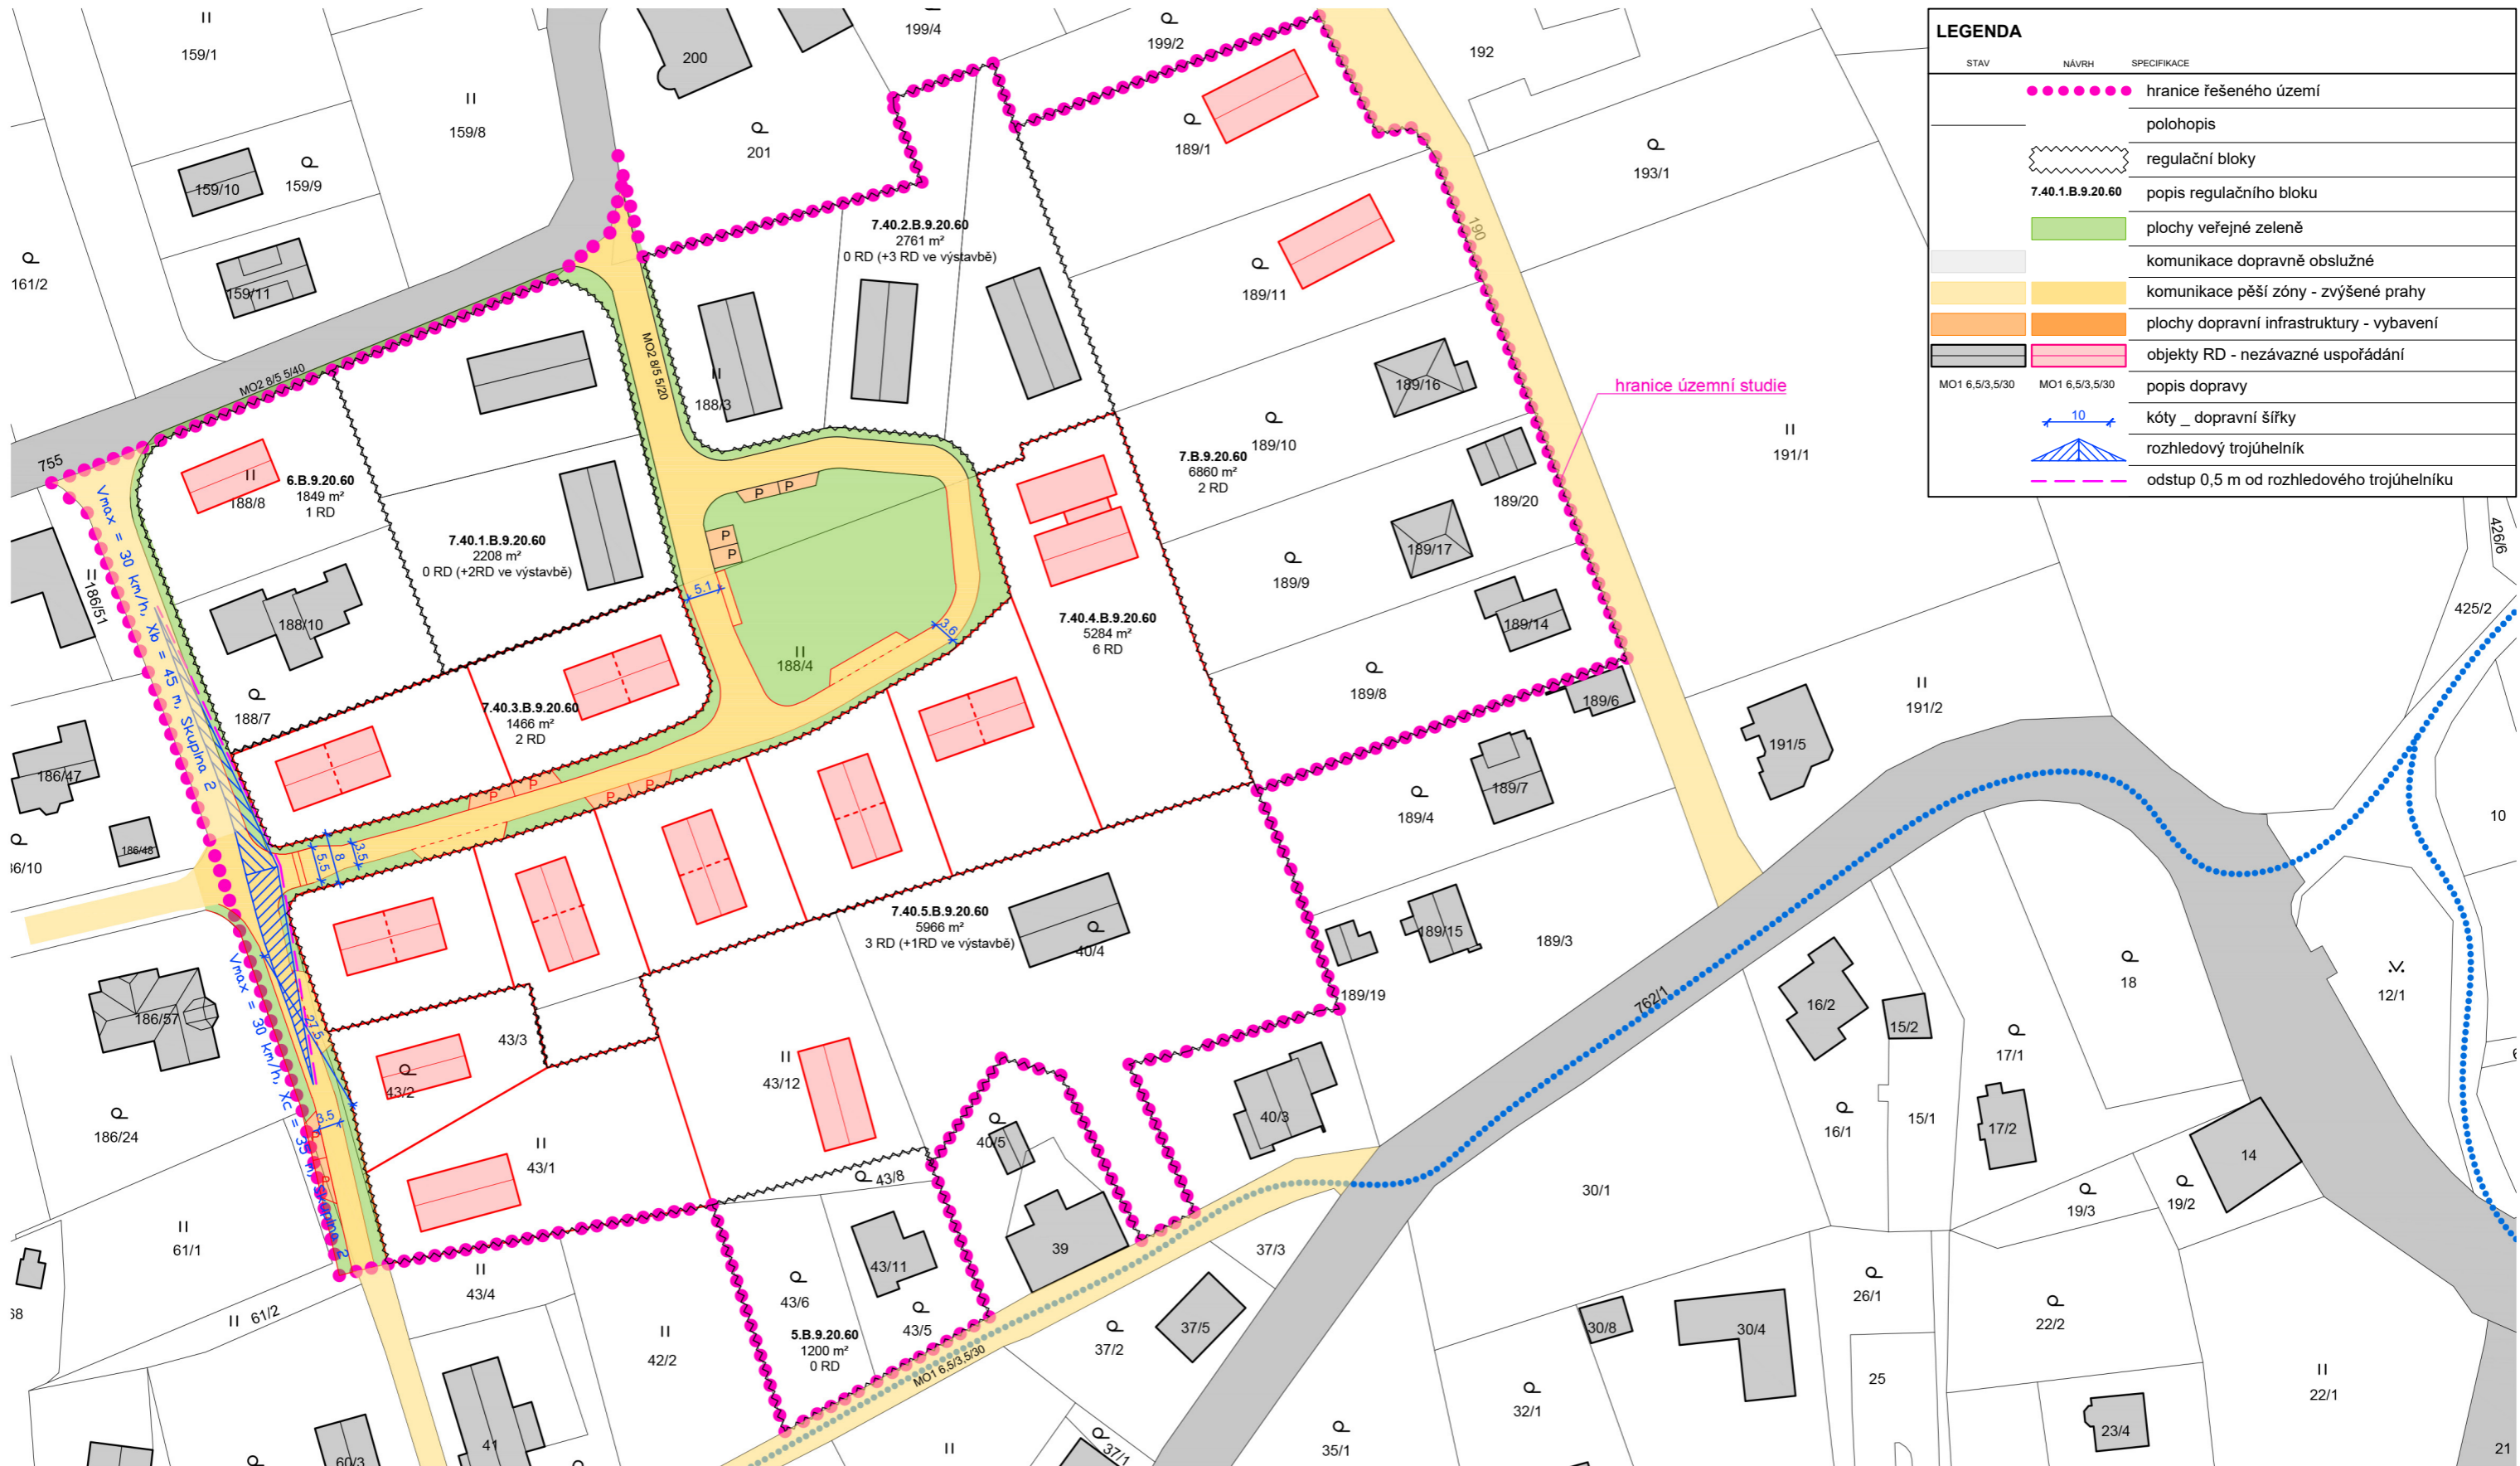 LEGENDA
STAV NÁVRH SPECIFIKACE
hranice řešeného území
polohopis
regulační bloky
7.40.1.B.9.20.60 popis regulačního bloku
plochy veřejné zeleně
komunikace dopravně obslužné
komunikace pěší zóny - zvýšené prahy
plochy dopravní infrastruktury - vybavení
objekty RD - nezávazné uspořádání
MO1 6,5/3,5/30 MO1 6,5/3,5/30 popis dopravy
10 kóty _ dopravní šířky
rozhledový trojúhelník
odstup 0,5 m od rozhledového trojúhelníku
hranice územní studie
159/1
159/8
159/10
159/9
159/11
161/2
200
201
199/4
199/2
192
193/1
190
189/1
189/11
7.40.2.B.9.20.60
2761 m²
0 RD (+3 RD ve výstavbě)
MO2 8/5 5/40
MO2 8/5 5/20
755
188/3
188/8
6.B.9.20.60
1849 m²
1 RD
7.40.1.B.9.20.60
2208 m²
0 RD (+2RD ve výstavbě)
P P
P
P
5.1
3.6
188/4
188/10
188/7
7.40.3.B.9.20.60
1466 m²
2 RD
7.40.4.B.9.20.60
5284 m²
6 RD
7.B.9.20.60
6860 m²
2 RD
189/16
189/10
189/20
189/17
189/9
189/14
189/8
189/6
189/7
189/4
189/15
189/3
189/19
191/1
191/2
191/5
426/6
425/2
10
186/51
186/47
186/48
36/10
186/57
186/24
Vmax = 30 km/h, Xb = 45 m, Skupina 2
Vmax = 30 km/h, Xc = 35 m, Skupina 2
P P
P P
5.5
8
3.5
27.5
3.5
7.40.5.B.9.20.60
5966 m²
3 RD (+1RD ve výstavbě)
40/4
43/3
43/2
43/12
43/1
40/5
40/3
43/8
39
43/11
43/6
43/5
5.B.9.20.60
1200 m²
0 RD
MO1 6,5/3,5/30
43/4
42/2
61/1
61/2
68
60/3
41
37/3
37/5
37/2
37/1
35/1
762/1
30/1
30/8
30/4
32/1
16/2
15/2
16/1
15/1
17/1
17/2
18
12/1
14
19/3
19/2
26/1
25
22/2
22/1
23/4
21